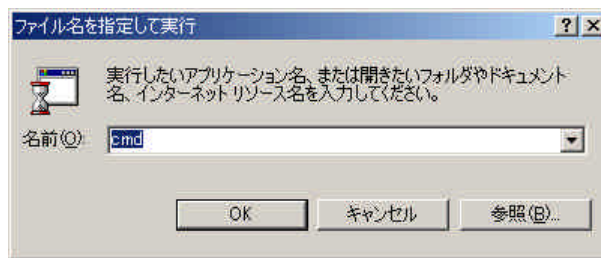 ファイル名を指定して実行
実行したいアプリケーション名、または開きたいフォルダやドキュメント
名、インターネット リソース名を入力してください。
名前(O): cmd
OK キャンセル 参照(B)...